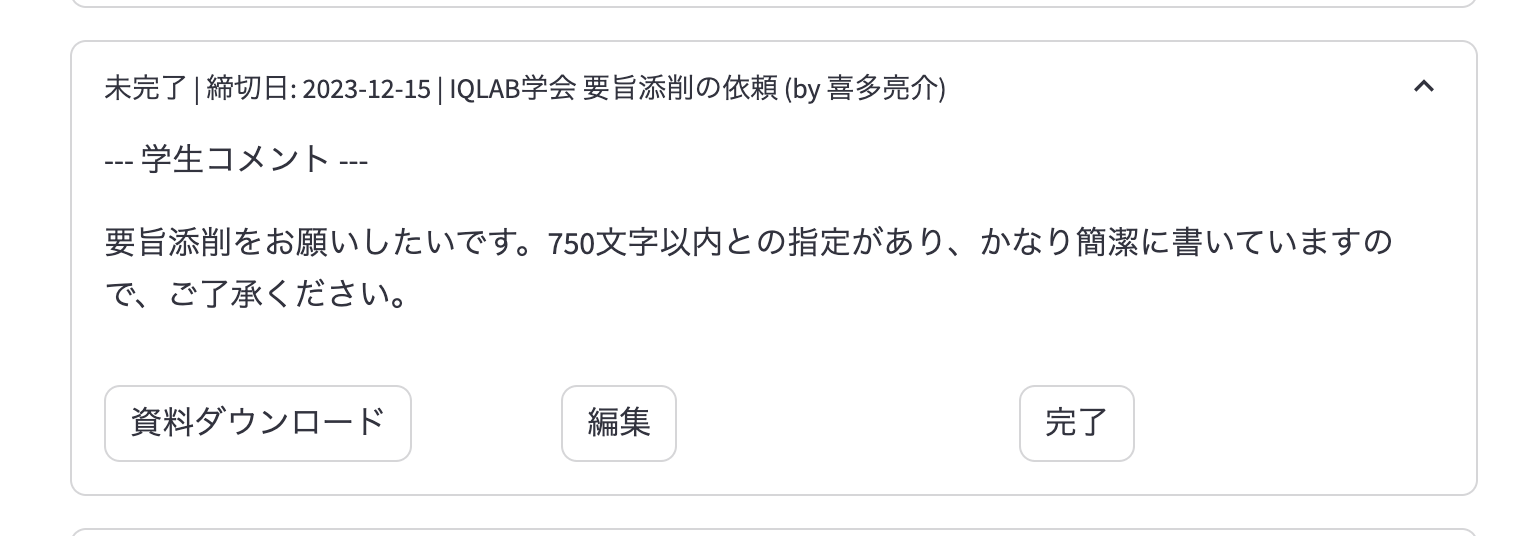 未完了 | 締切日: 2023-12-15 | IQLAB学会 要旨添削の依頼 (by 喜多亮介)
--- 学生コメント ---
要旨添削をお願いしたいです。750文字以内との指定があり、かなり簡潔に書いていますの
で、ご了承ください。
資料ダウンロード
編集
完了